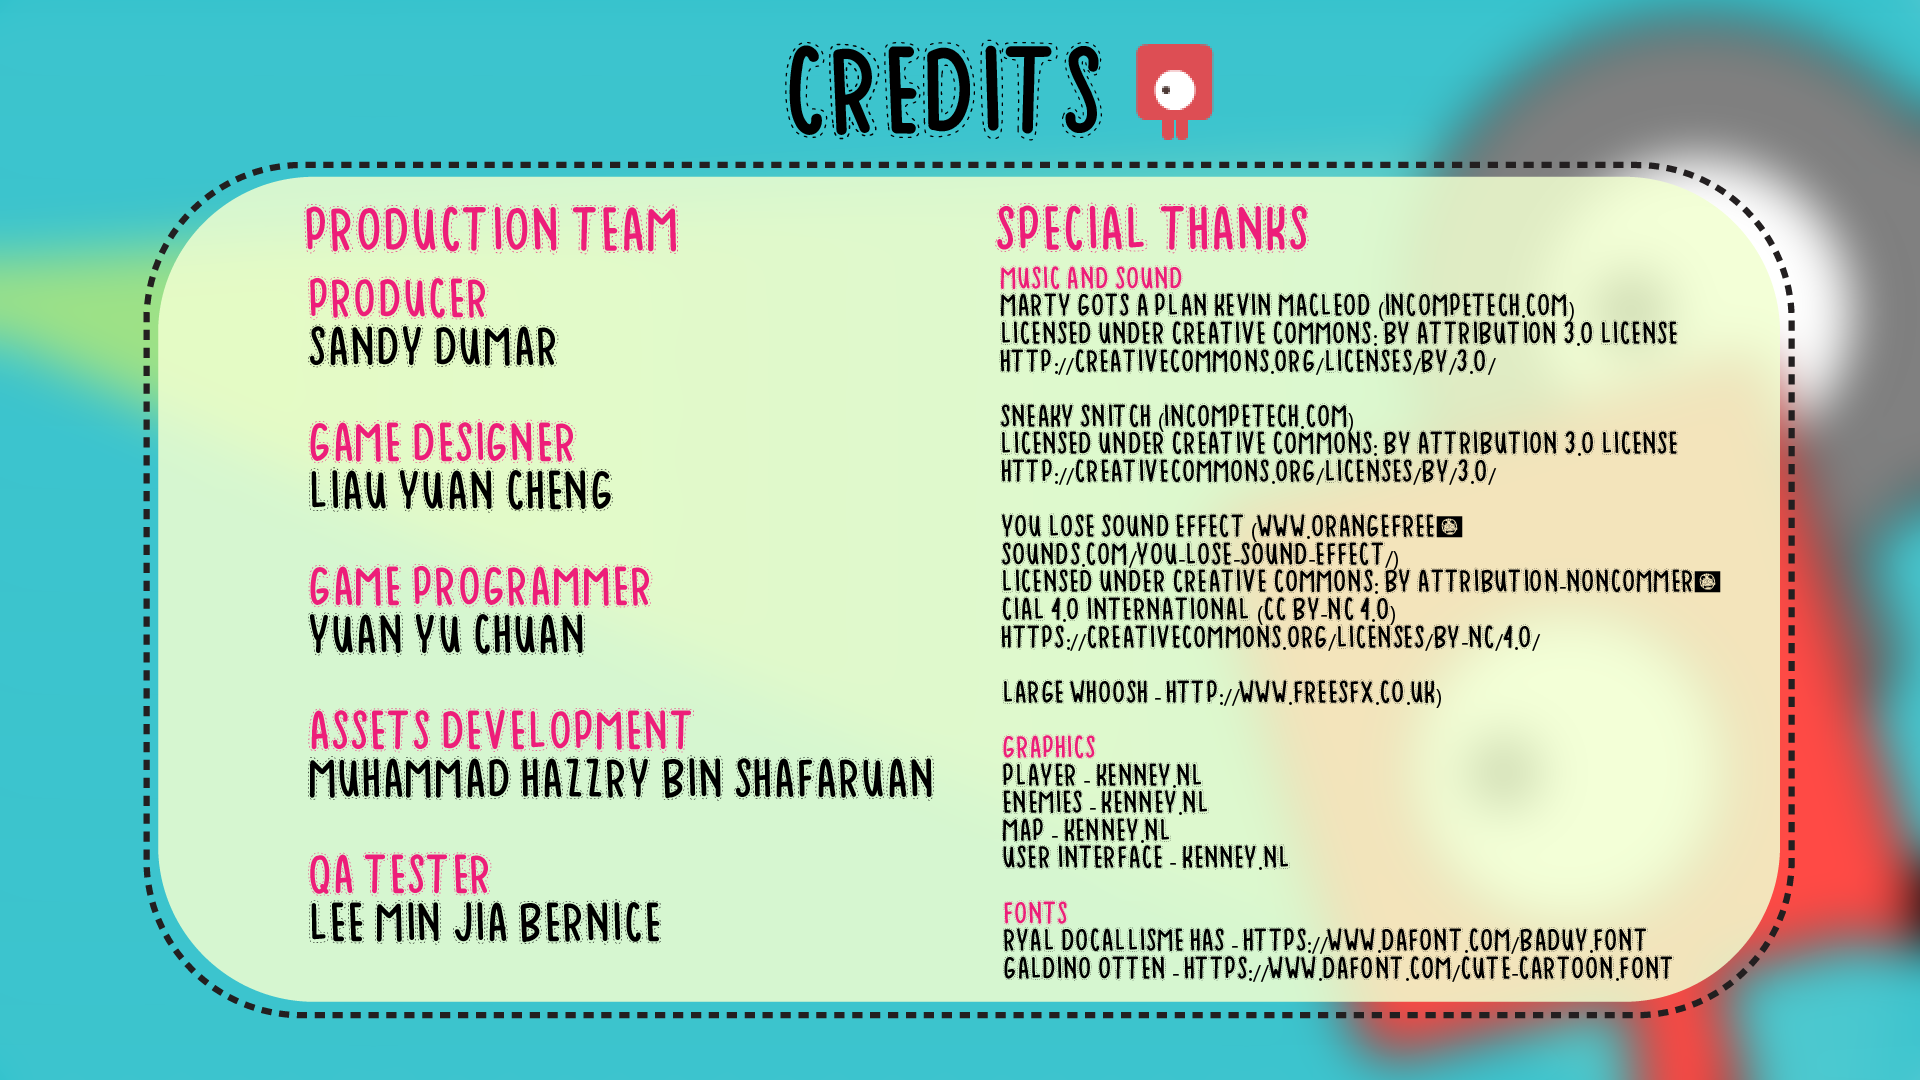 CREDITS
PRODUCTION TEAM
PRODUCER
SANDY DUMAR
GAME DESIGNER
LIAU YUAN CHENG
GAME PROGRAMMER
YUAN YU CHUAN
ASSETS DEVELOPMENT
MUHAMMAD HAZZRY BIN SHAFARUAN
QA TESTER
LEE MIN JIA BERNICE
SPECIAL THANKS
MUSIC AND SOUND
MARTY GOTS A PLAN KEVIN MACLEOD (INCOMPETECH.COM)
LICENSED UNDER CREATIVE COMMONS: BY ATTRIBUTION 3.0 LICENSE
HTTP://CREATIVECOMMONS.ORG/LICENSES/BY/3.0/
SNEAKY SNITCH (INCOMPETECH.COM)
LICENSED UNDER CREATIVE COMMONS: BY ATTRIBUTION 3.0 LICENSE
HTTP://CREATIVECOMMONS.ORG/LICENSES/BY/3.0/
YOU LOSE SOUND EFFECT (WWW.ORANGEFREE
SOUNDS.COM/YOU-LOSE-SOUND-EFFECT/)
LICENSED UNDER CREATIVE COMMONS: BY ATTRIBUTION-NONCOMMER
CIAL 4.0 INTERNATIONAL (CC BY-NC 4.0)
HTTPS://CREATIVECOMMONS.ORG/LICENSES/BY-NC/4.0/
LARGE WHOOSH - HTTP://WWW.FREESFX.CO.UK)
GRAPHICS
PLAYER - KENNEY.NL
ENEMIES - KENNEY.NL
MAP - KENNEY.NL
USER INTERFACE - KENNEY.NL
FONTS
RYAL DOCALLISME HAS - HTTPS://WWW.DAFONT.COM/BADUY.FONT
GALDINO OTTEN - HTTPS://WWW.DAFONT.COM/CUTE-CARTOON.FONT